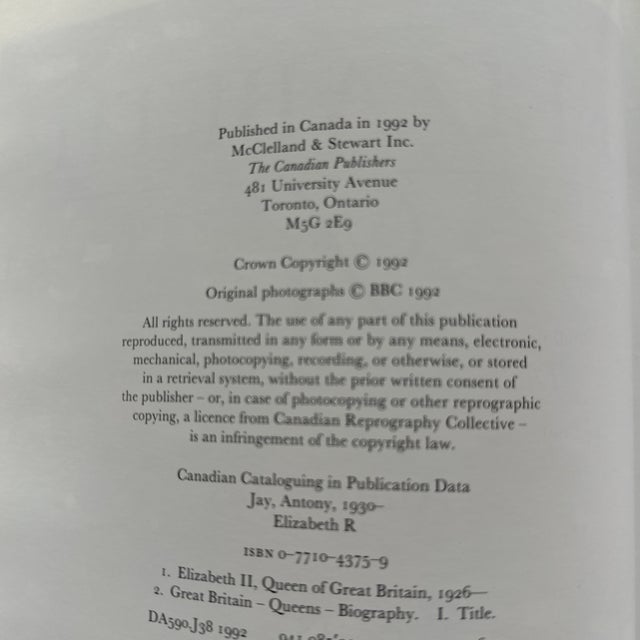 Published in Canada in 1992 by
McClelland & Stewart Inc.
The Canadian Publishers
481 University Avenue
Toronto, Ontario
M5G 2E9
Crown Copyright © 1992
Original photographs © BBC 1992
All rights reserved. The use of any part of this publication
reproduced, transmitted in any form or by any means, electronic,
mechanical, photocopying, recording, or otherwise, or stored
in a retrieval system, without the prior written consent of
the publisher – or, in case of photocopying or other reprographic
copying, a licence from Canadian Reprography Collective –
is an infringement of the copyright law.
Canadian Cataloguing in Publication Data
Jay, Antony, 1930–
Elizabeth R
ISBN 0–7710–4375–9
1. Elizabeth II, Queen of Great Britain, 1926—
2. Great Britain – Queens – Biography. I. Title.
DA590.J38 1992